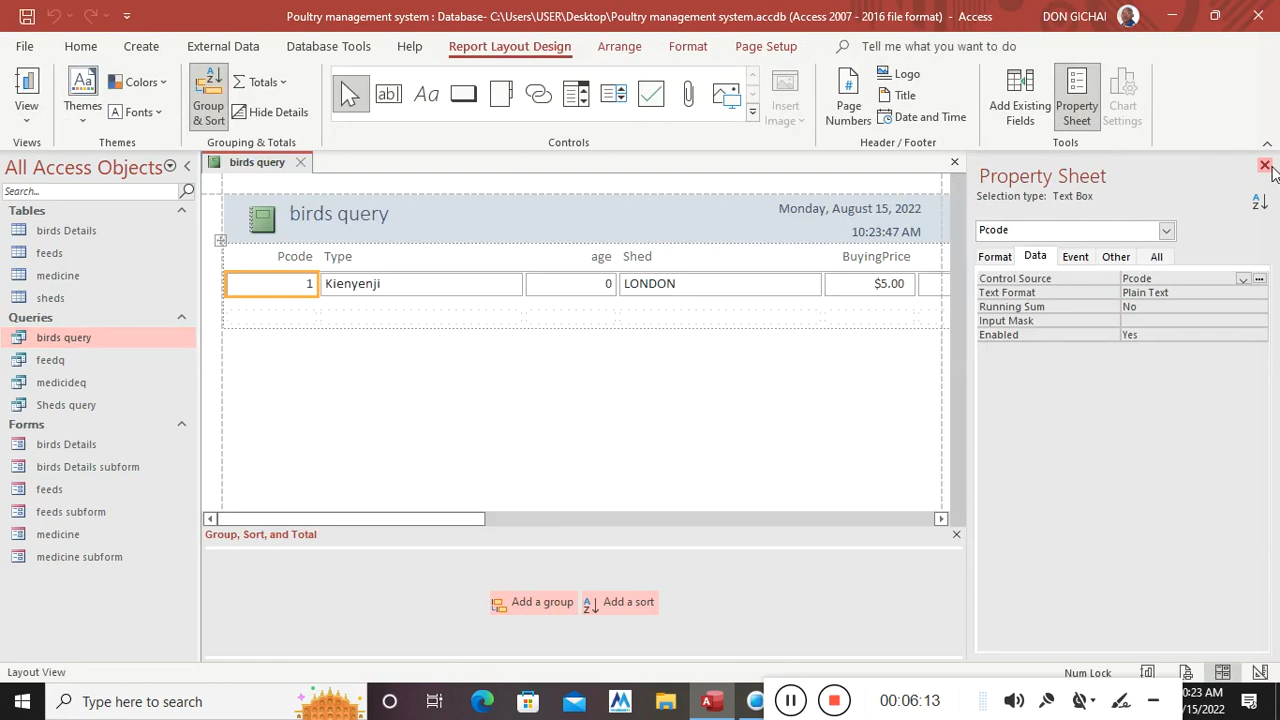 Poultry management system : Database- C:\Users\USER\Desktop\Poultry management system.accdb (Access 2007 - 2016 file format) - Access
DON GICHAI
File Home Create External Data Database Tools Help Report Layout Design Arrange Format Page Setup Tell me what you want to do
View
Views
Themes
Colors
Fonts
Themes
Group & Sort
Totals
Hide Details
Grouping & Totals
ab|
Aa
Controls
Insert Image
Page Numbers
Logo
Title
Date and Time
Header / Footer
Add Existing Fields
Property Sheet
Chart Settings
Tools
All Access Objects
Search...
Tables
birds Details
feeds
medicine
sheds
Queries
birds query
feedq
medicideq
Sheds query
Forms
birds Details
birds Details subform
feeds
feeds subform
medicine
medicine subform
birds query
birds query
Monday, August 15, 2022
10:23:47 AM
Pcode Type age Shed BuyingPrice
1 Kienyenji 0 LONDON $5.00
Group, Sort, and Total
Add a group
Add a sort
Property Sheet
Selection type: Text Box
Pcode
Format Data Event Other All
Control Source Pcode
Text Format Plain Text
Running Sum No
Input Mask
Enabled Yes
Layout View
Num Lock
Type here to search
00:06:13
0:23 AM
/15/2022